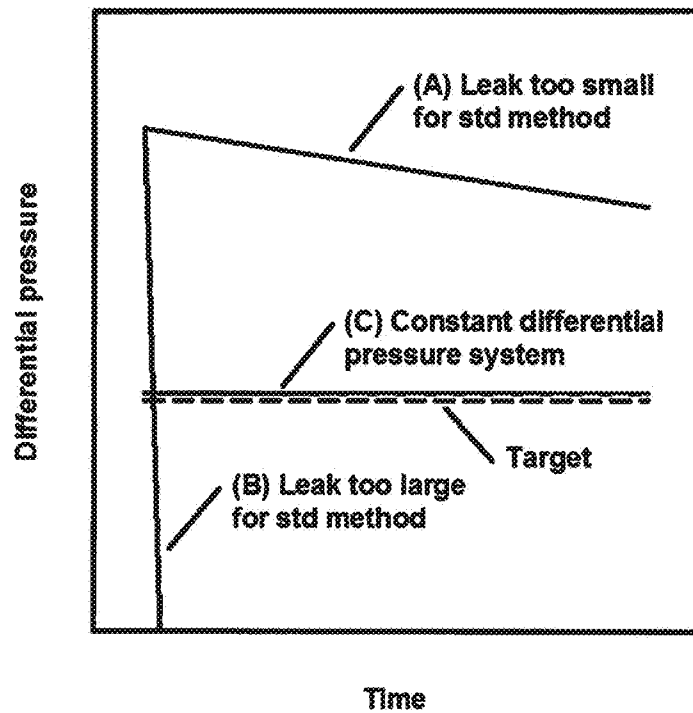 (A) Leak too small
for std method
Differential pressure
(C) Constant differential
pressure system
Target
(B) Leak too large
for std method
Time